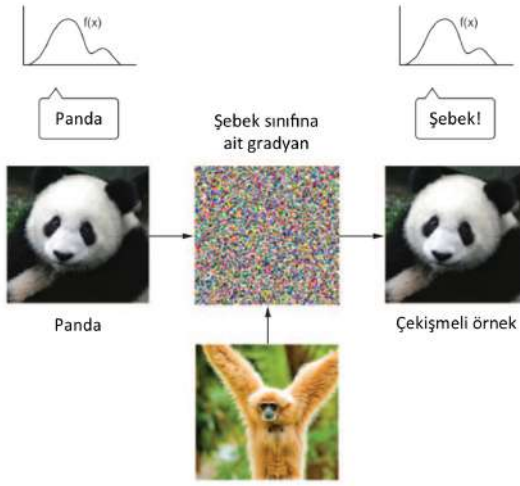 f(x)
f(x)
Panda
Şebek sınıfına
ait gradyan
Şebek!
Panda
Çekişmeli örnek